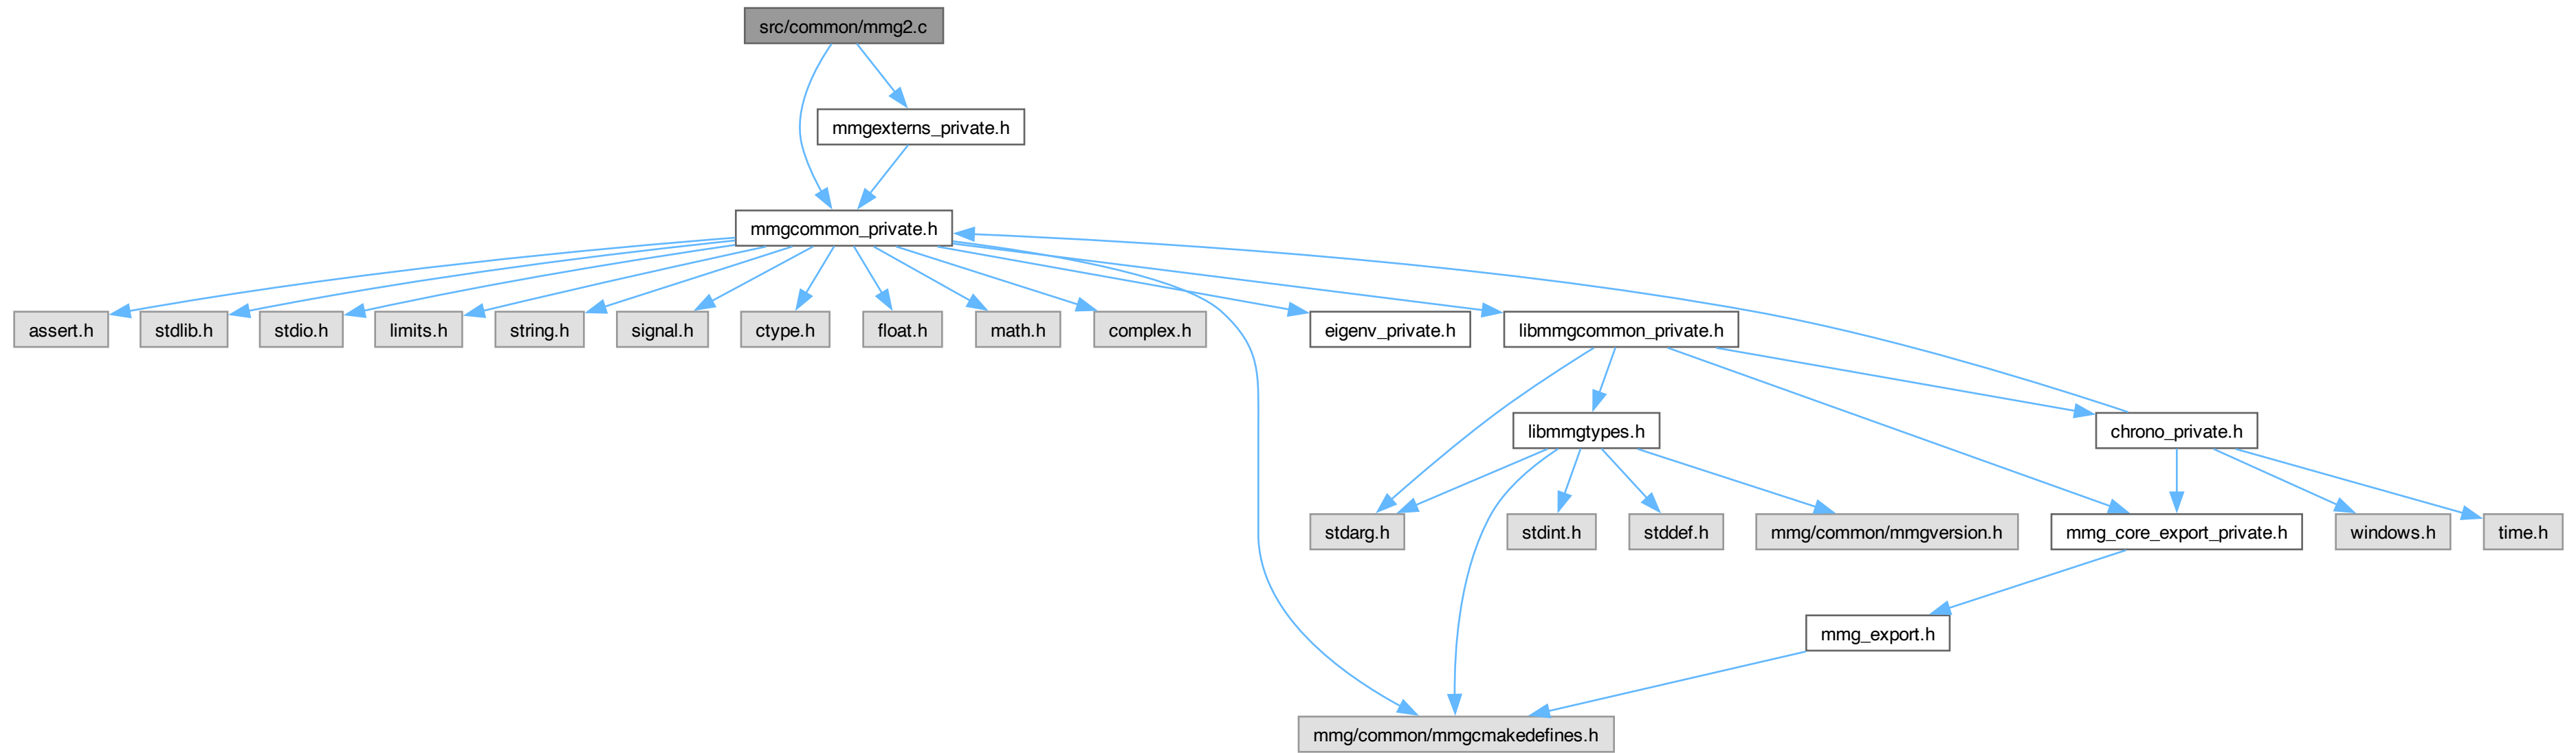 src/common/mmg2.c
mmgexterns_private.h
mmgcommon_private.h
assert.h
stdlib.h
stdio.h
limits.h
string.h
signal.h
ctype.h
float.h
math.h
complex.h
eigenv_private.h
libmmgcommon_private.h
libmmgtypes.h
chrono_private.h
stdarg.h
stdint.h
stddef.h
mmg/common/mmgversion.h
mmg_core_export_private.h
windows.h
time.h
mmg_export.h
mmg/common/mmgcmakedefines.h